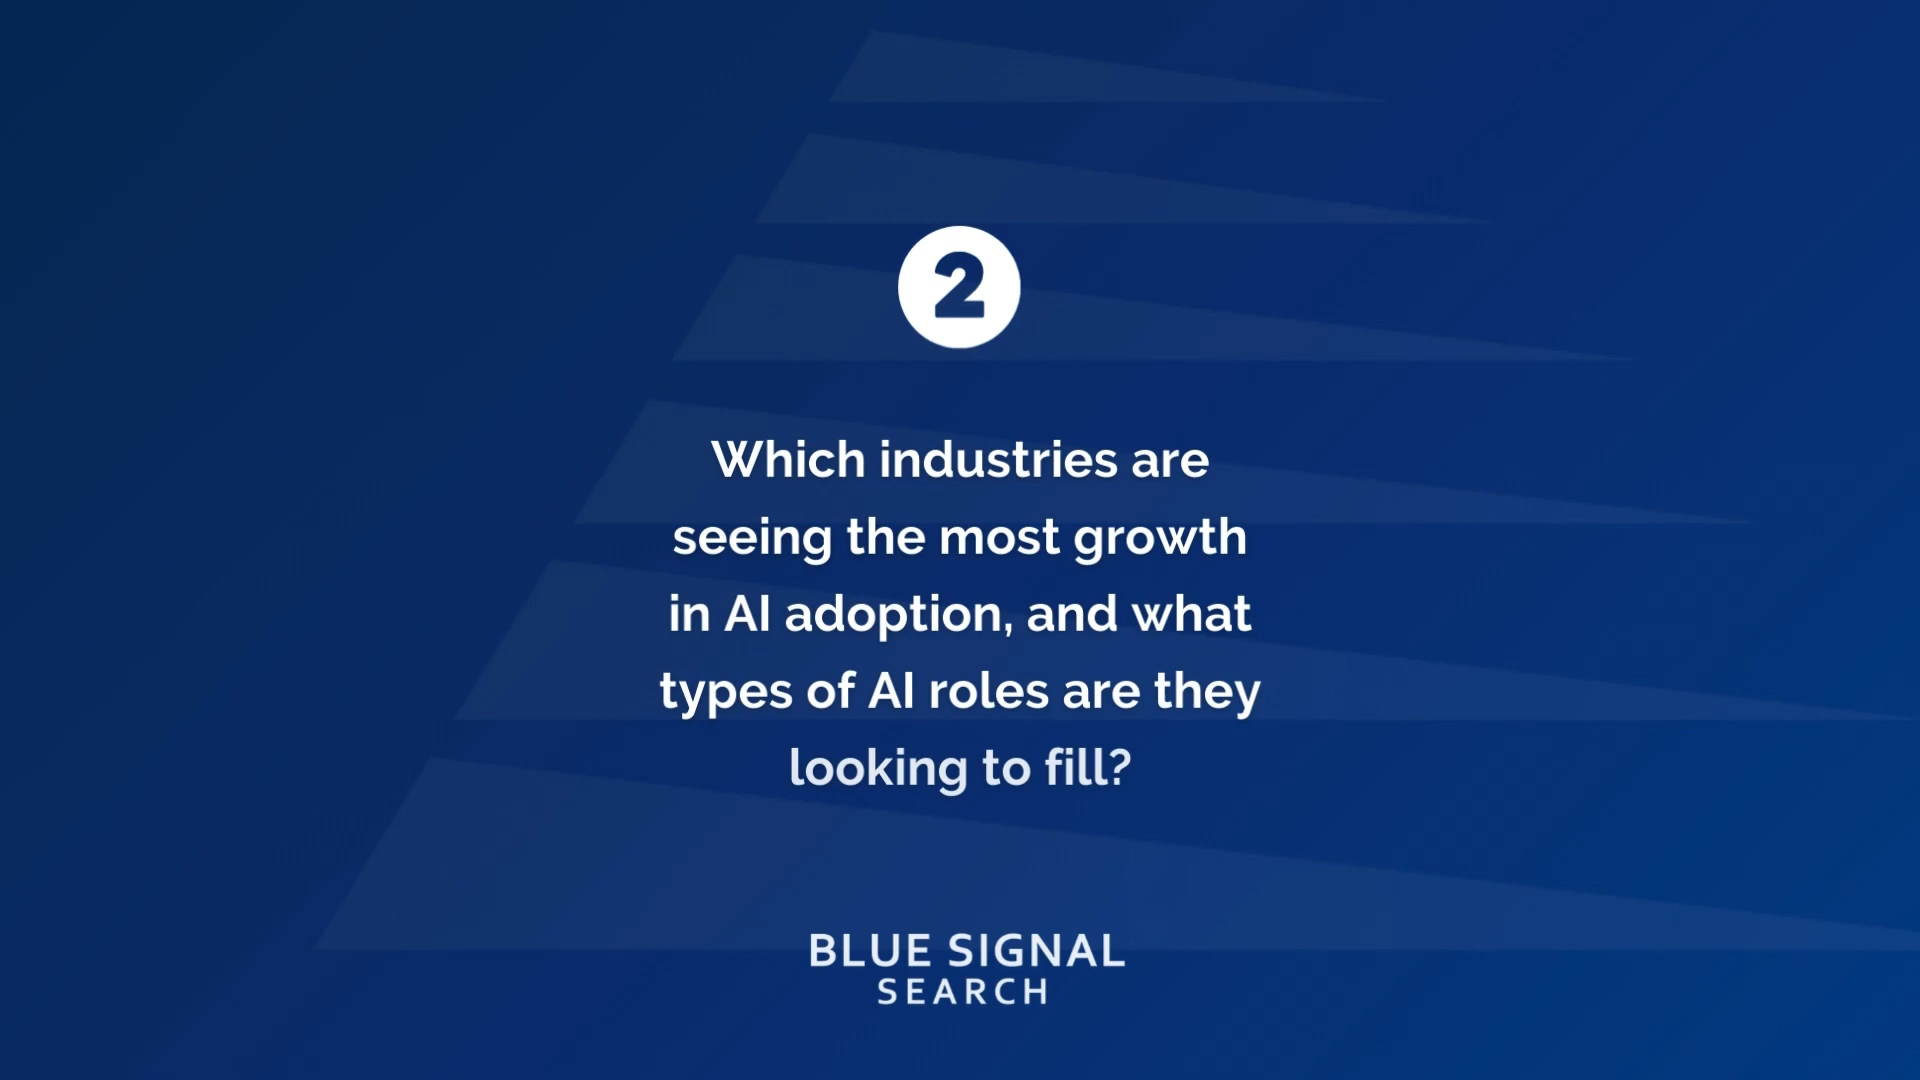 2
Which industries are
seeing the most growth
in AI adoption, and what
types of AI roles are they
looking to fill?
BLUE SIGNAL
SEARCH